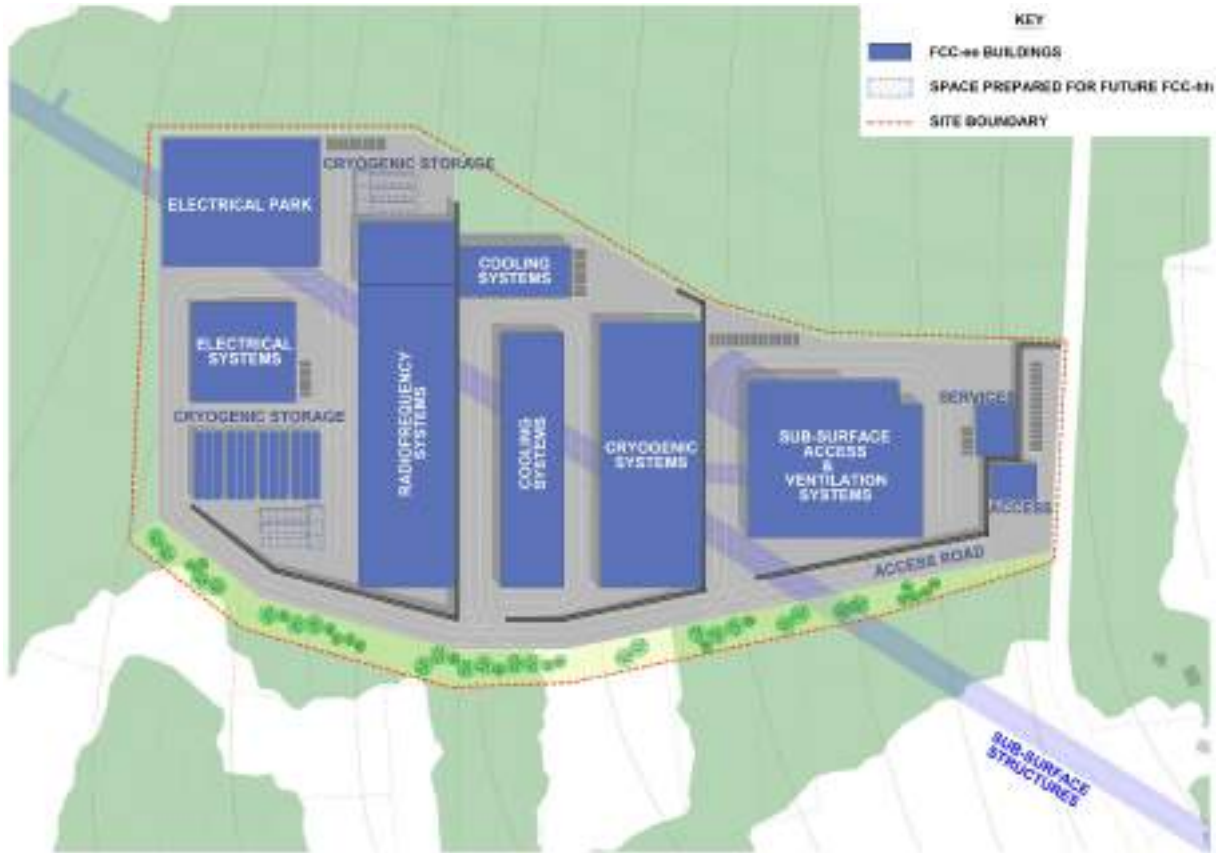 KEY
FCC-ee BUILDINGS
SPACE PREPARED FOR FUTURE FCC-hh
SITE BOUNDARY
CRYOGENIC STORAGE
ELECTRICAL PARK
COOLING
SYSTEMS
ELECTRICAL
SYSTEMS
CRYOGENIC STORAGE
RADIOFREQUENCY
SYSTEMS
COOLING
SYSTEMS
CRYOGENIC
SYSTEMS
SUB-SURFACE
ACCESS
&
VENTILATION
SYSTEMS
SERVICES
ACCESS
ACCESS ROAD
SUB-SURFACE
STRUCTURES